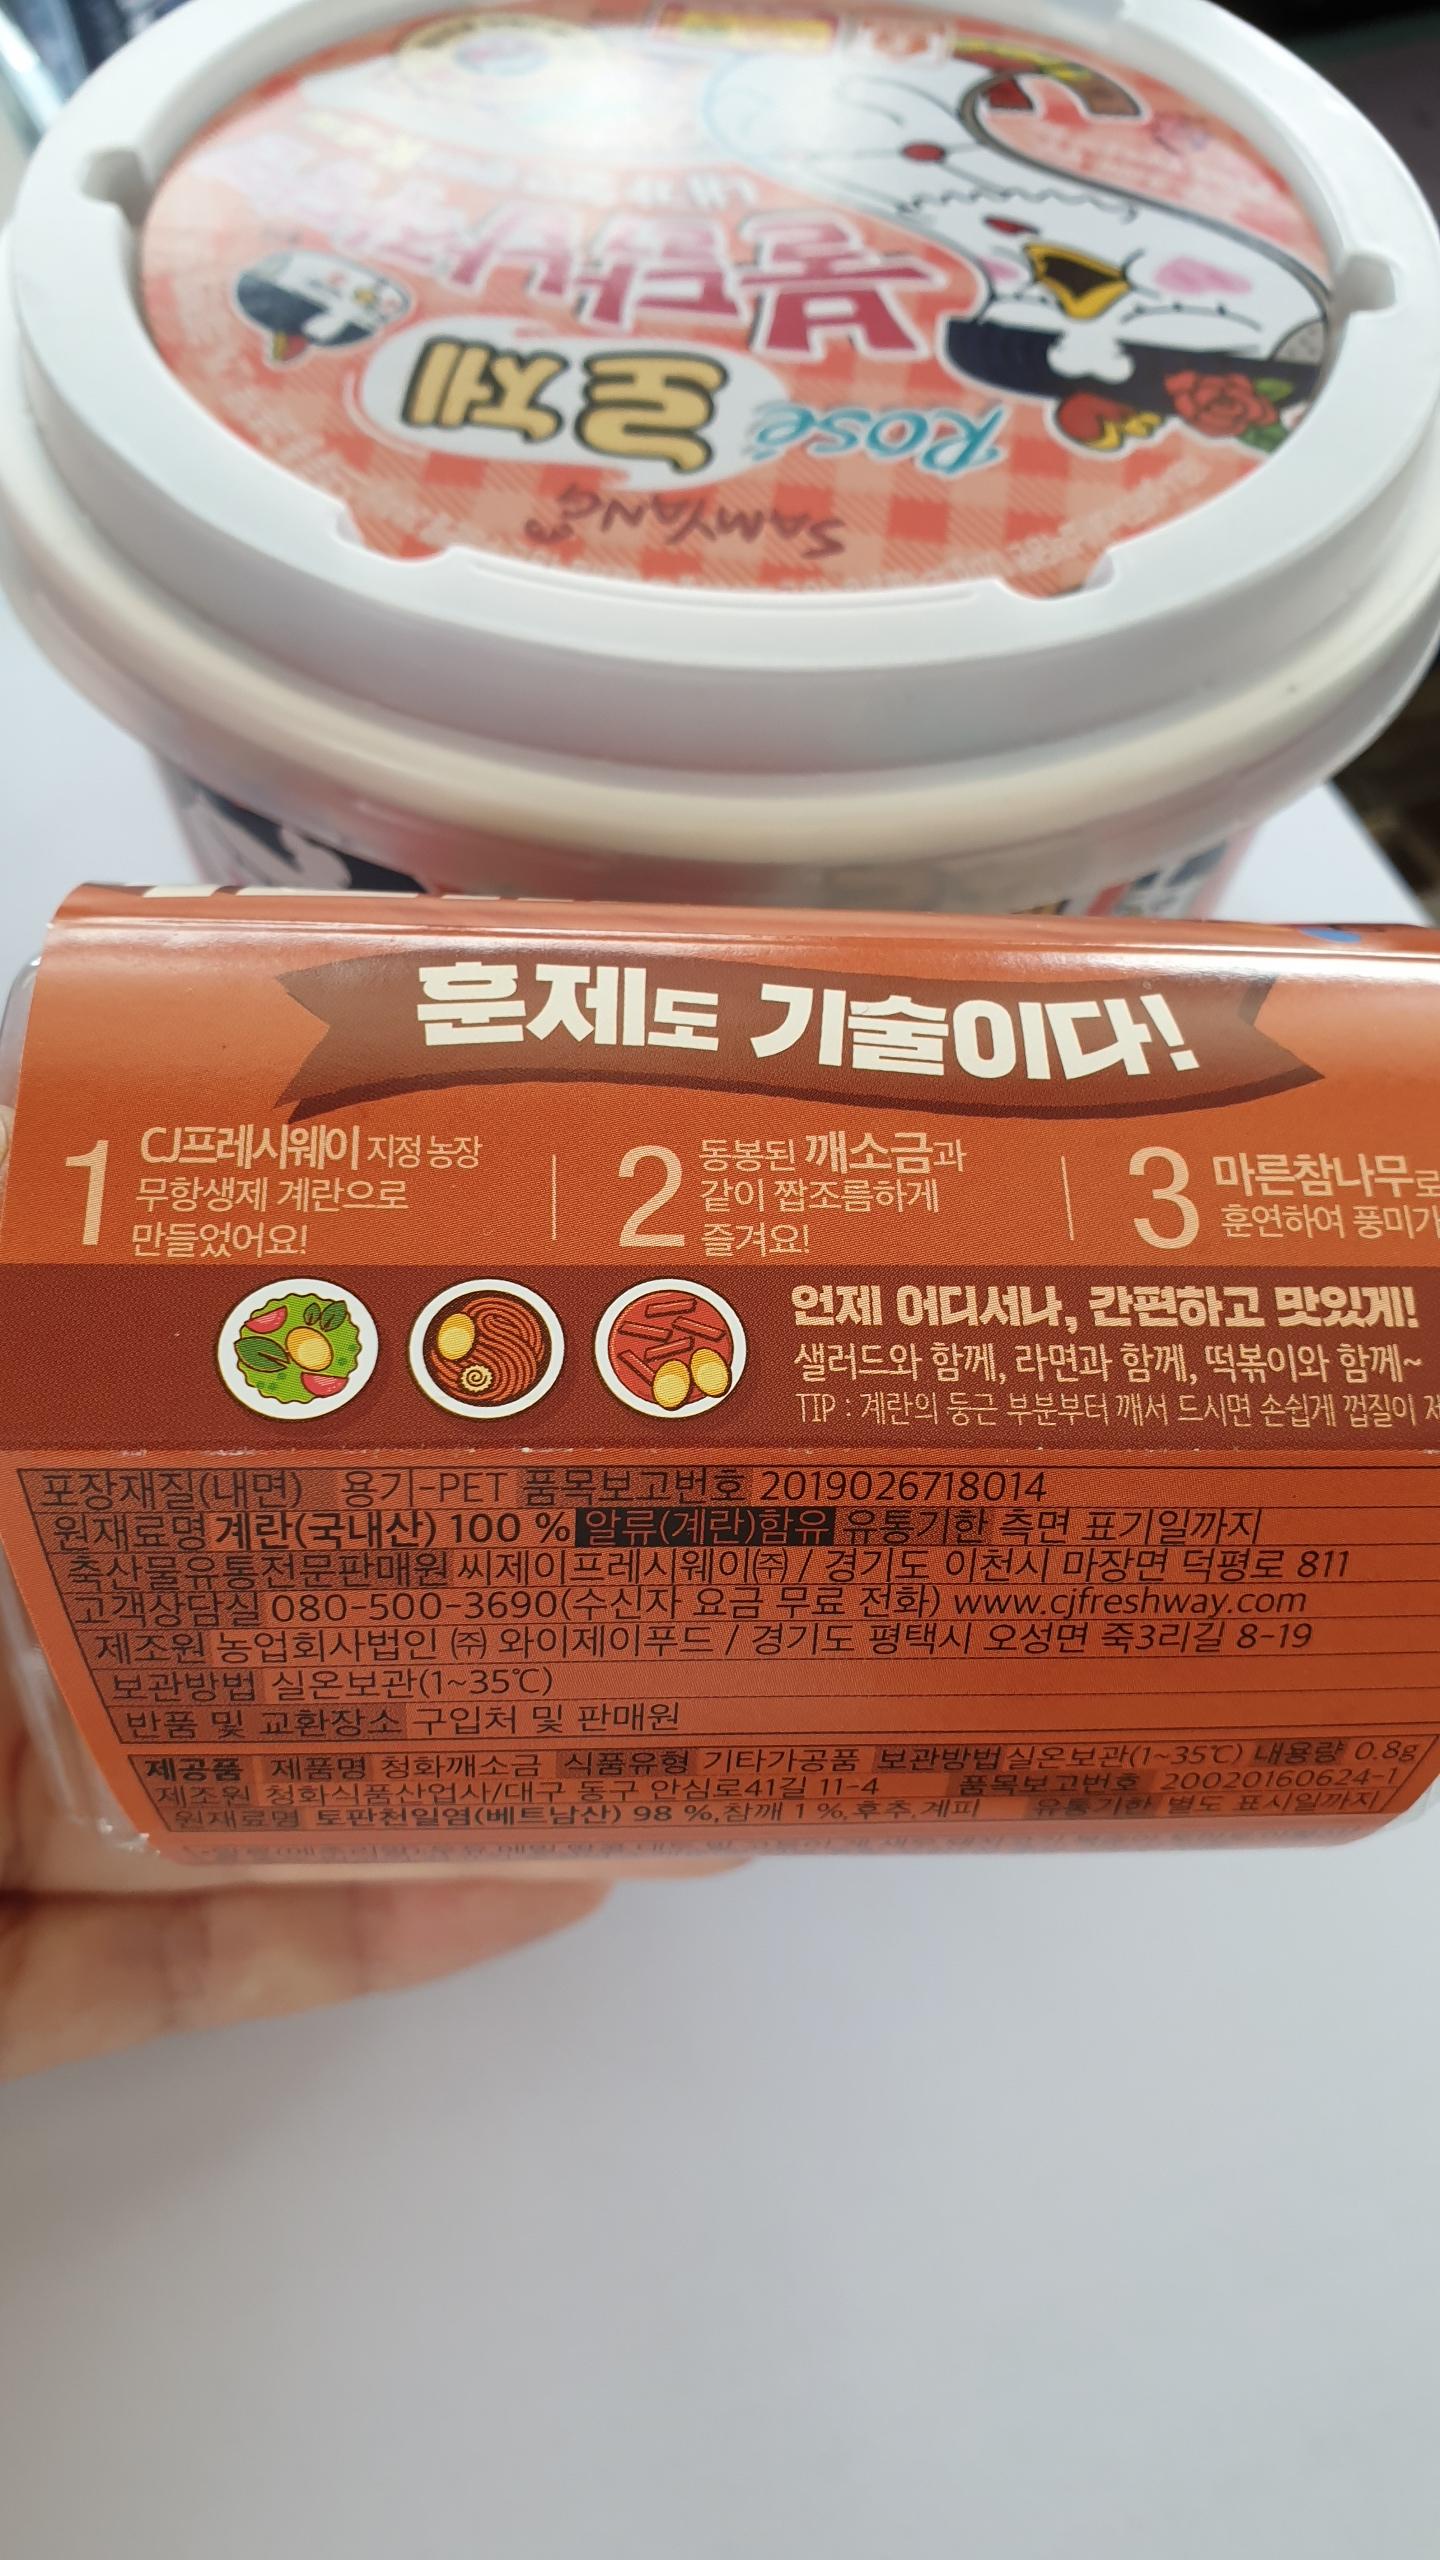 SAMYANG
Rosé
로제
불닭납작
훈제도 기술이다!
1 CJ프레시웨이 지정 농장
무항생제 계란으로
만들었어요!
2 동봉된 깨소금과
같이 짭조름하게
즐겨요!
3 마른참나무로
훈연하여 풍미가
언제 어디서나, 간편하고 맛있게!
샐러드와 함께, 라면과 함께, 떡볶이와 함께~
TIP : 계란의 둥근 부분부터 깨서 드시면 손쉽게 껍질이
포장재질(내면) 용기-PET 품목보고번호 2019026718014
원재료명 계란(국내산) 100 % 알류(계란)함유 유통기한 측면 표기일까지
축산물유통전문판매원 씨제이프레시웨이㈜ / 경기도 이천시 마장면 덕평로 811
고객상담실 080-500-3690(수신자 요금 무료 전화) www.cjfreshway.com
제조원 농업회사법인 ㈜ 와이제이푸드 / 경기도 평택시 오성면 죽3리길 8-19
보관방법 실온보관(1~35℃)
반품 및 교환장소 구입처 및 판매원
제공품 제품명 청화깨소금 식품유형 기타가공품 보관방법 실온보관(1~35℃) 내용량 0.8g
제조원 청화식품산업사/대구 동구 안심로41길 11-4 품목보고번호 20020160624-1
원재료명 토판천일염(베트남산) 98 %,참깨 1 %,후추,계피 유통기한 별도 표시일까지